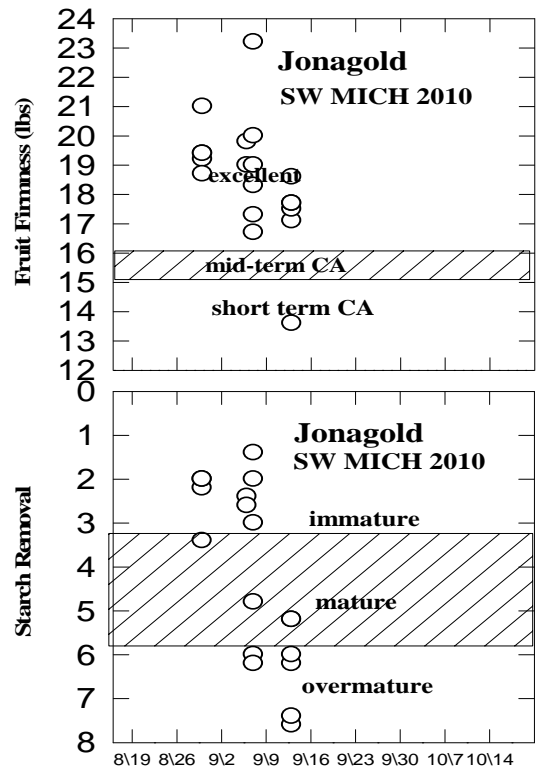 Fruit Firmness (lbs)
24
23
22
21
20
19
18
17
16
15
14
13
12
Jonagold
SW MICH 2010
excellent
mid-term CA
short term CA
Starch Removal
0
1
2
3
4
5
6
7
8
Jonagold
SW MICH 2010
immature
mature
overmature
8\19 8\26 9\2 9\9 9\16 9\23 9\30 10\7 10\14